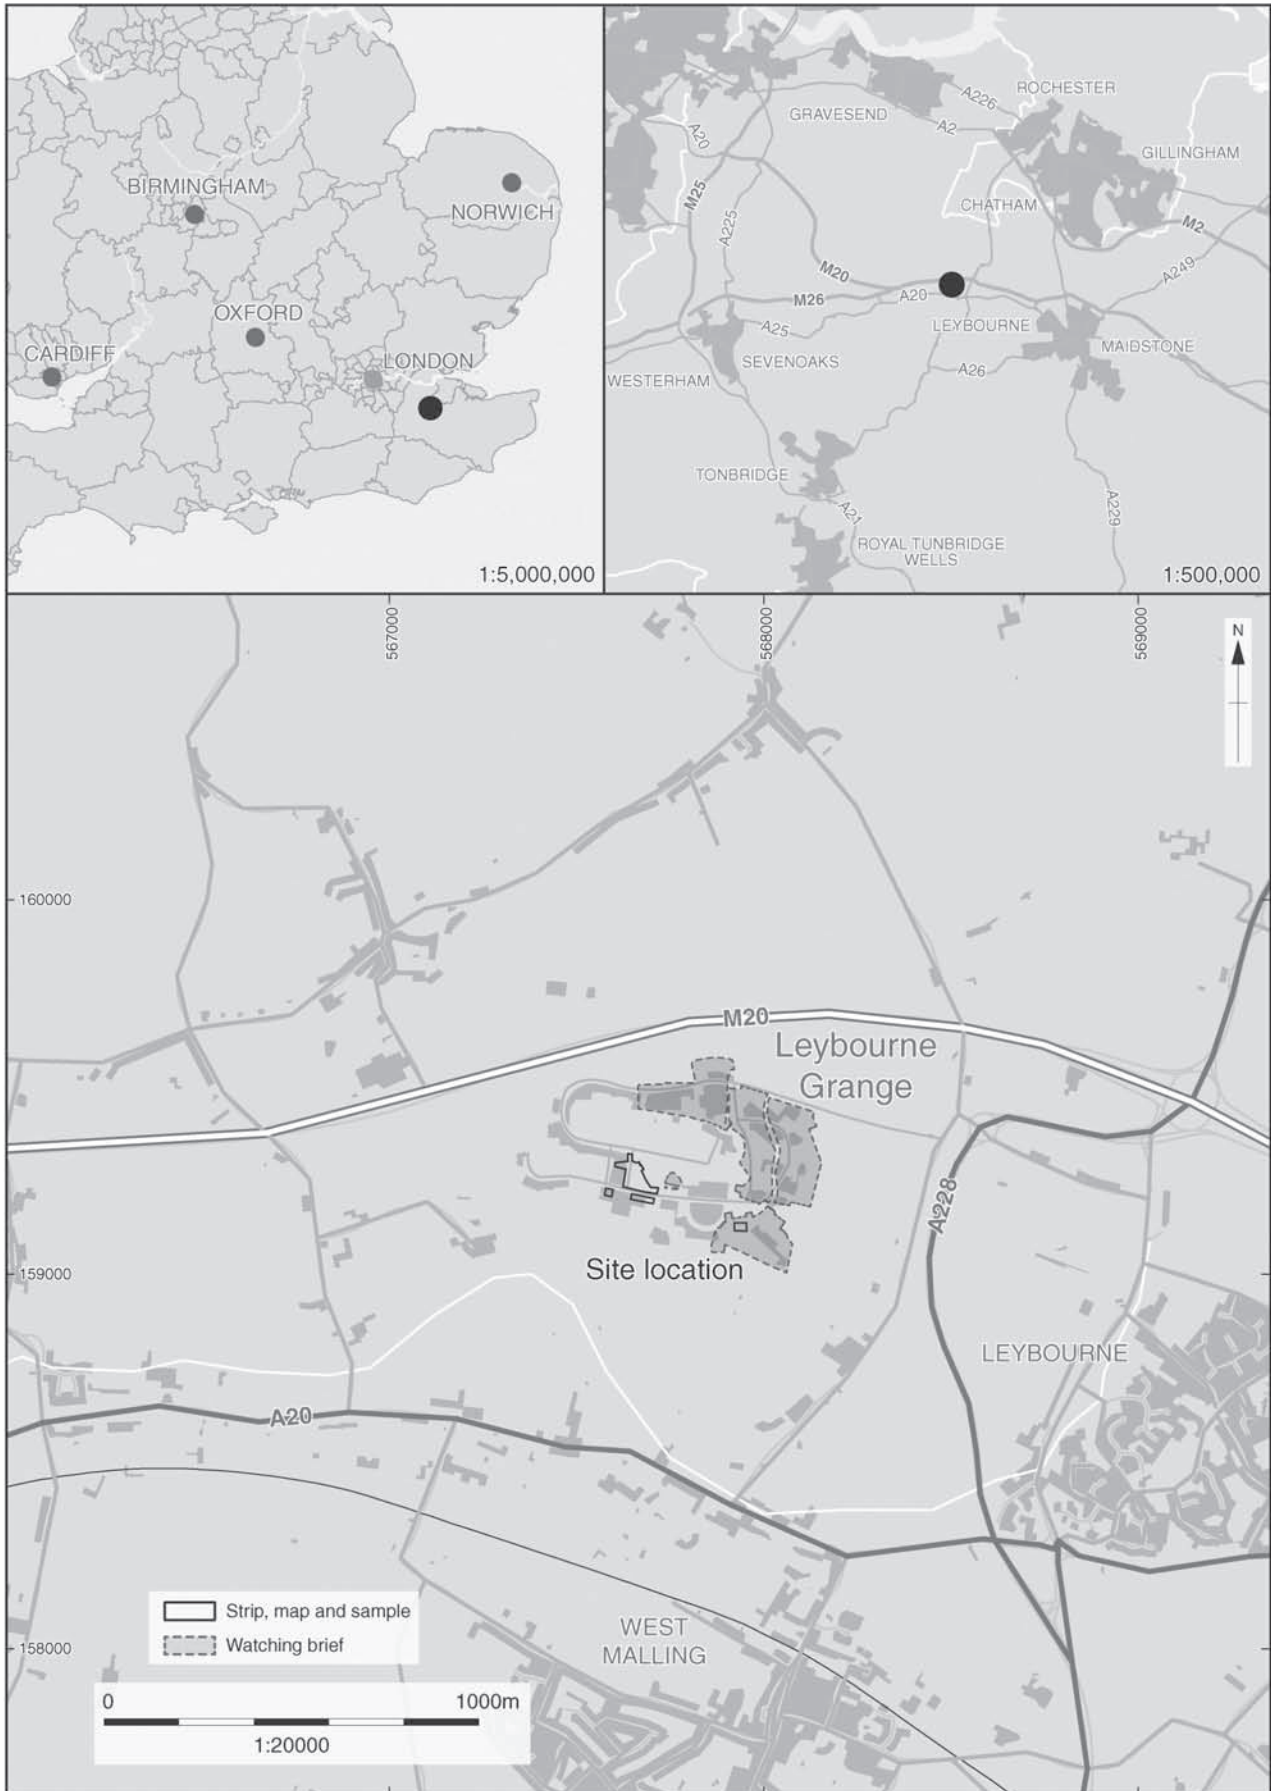 BIRMINGHAM
NORWICH
OXFORD
CARDIFF
LONDON
1:5,000,000
ROCHESTER
A226
GRAVESEND
A2
A20
GILLINGHAM
M25
CHATHAM
A225
M2
M20
A249
M26
A20
LEYBOURNE
A25
MAIDSTONE
SEVENOAKS
A26
WESTERHAM
TONBRIDGE
A21
A229
ROYAL TUNBRIDGE
WELLS
1:500,000
567000
568000
569000
N
160000
M20
Leybourne
Grange
A228
Site location
159000
LEYBOURNE
A20
Strip, map and sample
Watching brief
WEST
MALLING
158000
0
1000m
1:20000